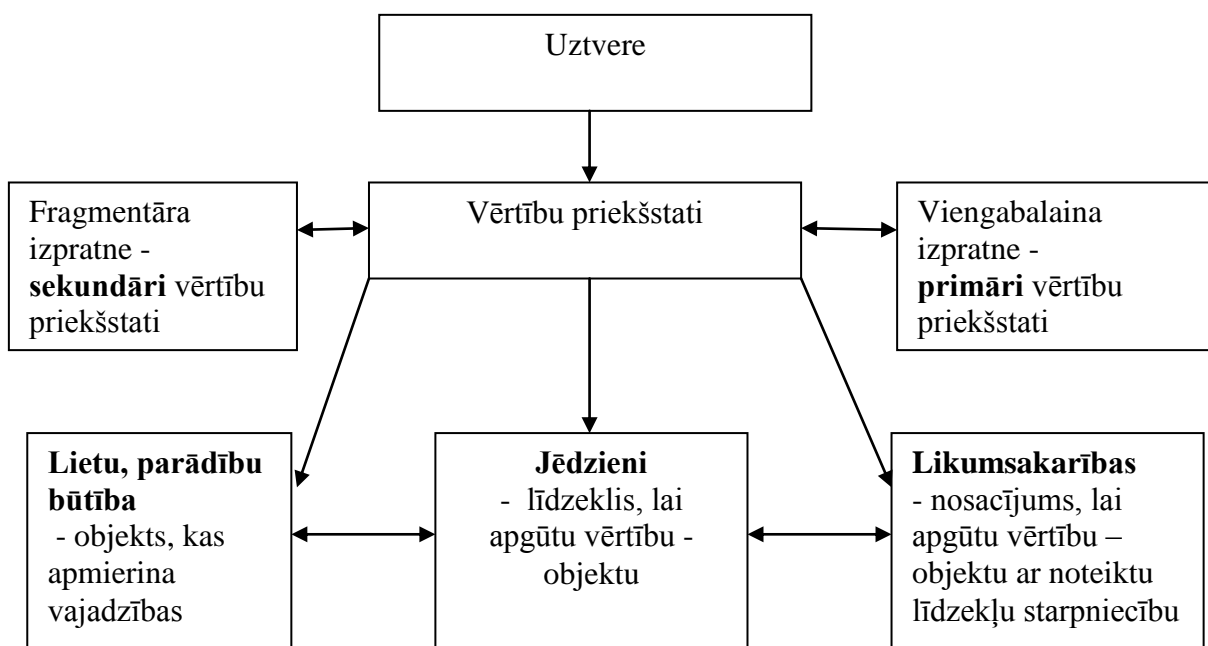 Uztvere
Fragmentāra
izpratne -
sekundāri vērtību
priekšstati
Vērtību priekšstati
Viengabalaina
izpratne -
primāri vērtību
priekšstati
Lietu, parādību
būtība
- objekts, kas
apmierina
vajadzības
Jēdzieni
- līdzeklis, lai
apgūtu vērtību -
objektu
Likumsakarības
- nosacījums, lai
apgūtu vērtību –
objektu ar noteiktu
līdzekļu starpniecību